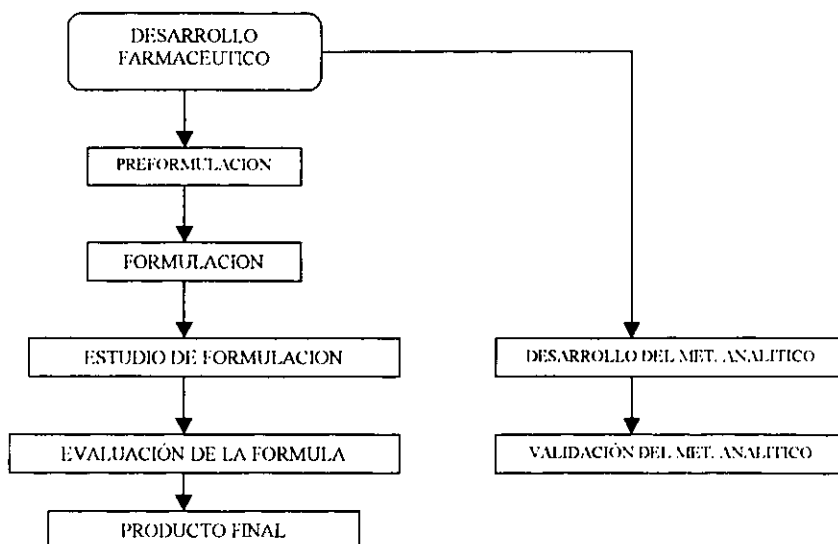 DESARROLLO
FARMACEUTICO
PREFORMULACION
FORMULACION
ESTUDIO DE FORMULACION
EVALUACIÓN DE LA FORMULA
PRODUCTO FINAL
DESARROLLO DEL MET. ANALITICO
VALIDACIÓN DEL MET. ANALITICO